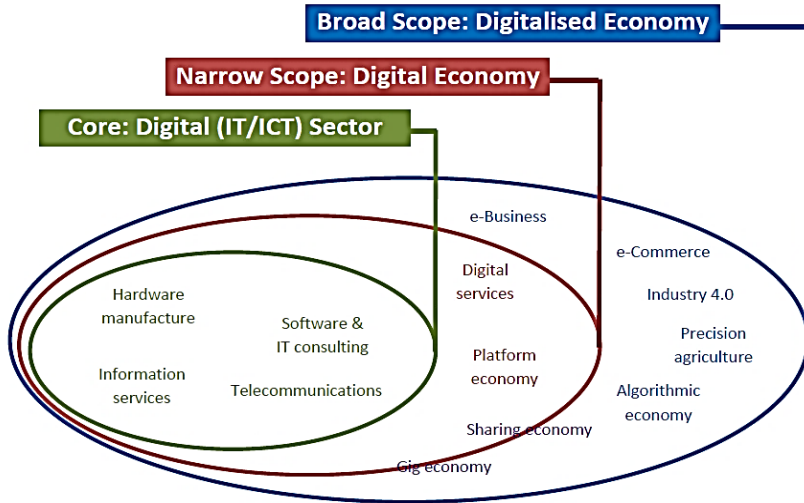 Broad Scope: Digitalised Economy
Narrow Scope: Digital Economy
Core: Digital (IT/ICT) Sector
e-Business
e-Commerce
Digital
services
Hardware
manufacture
Industry 4.0
Software &
IT consulting
Precision
agriculture
Platform
economy
Information
services
Telecommunications
Algorithmic
economy
Sharing economy
Gig economy